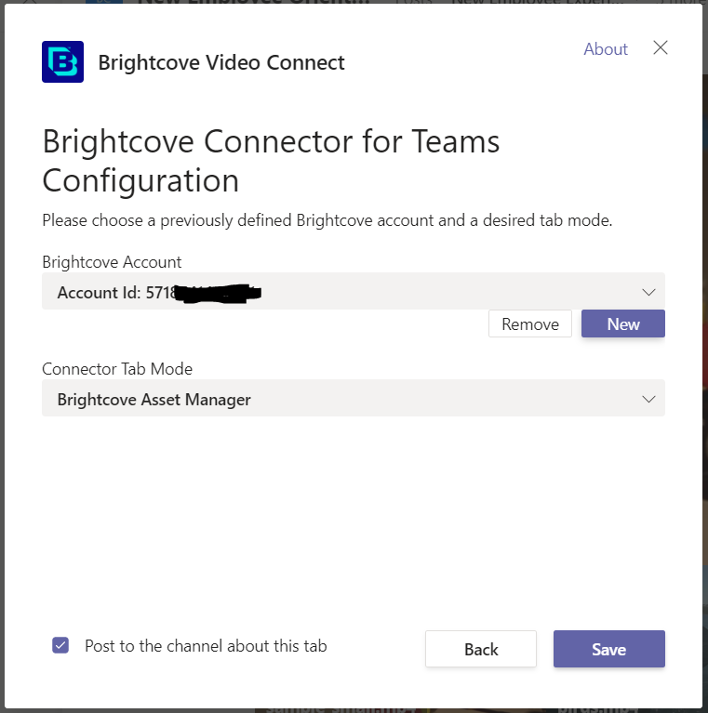 About
Brightcove Video Connect
Brightcove Connector for Teams
Configuration
Please choose a previously defined Brightcove account and a desired tab mode.
Brightcove Account
Account Id: 571
Remove
New
Connector Tab Mode
Brightcove Asset Manager
Post to the channel about this tab
Back
Save